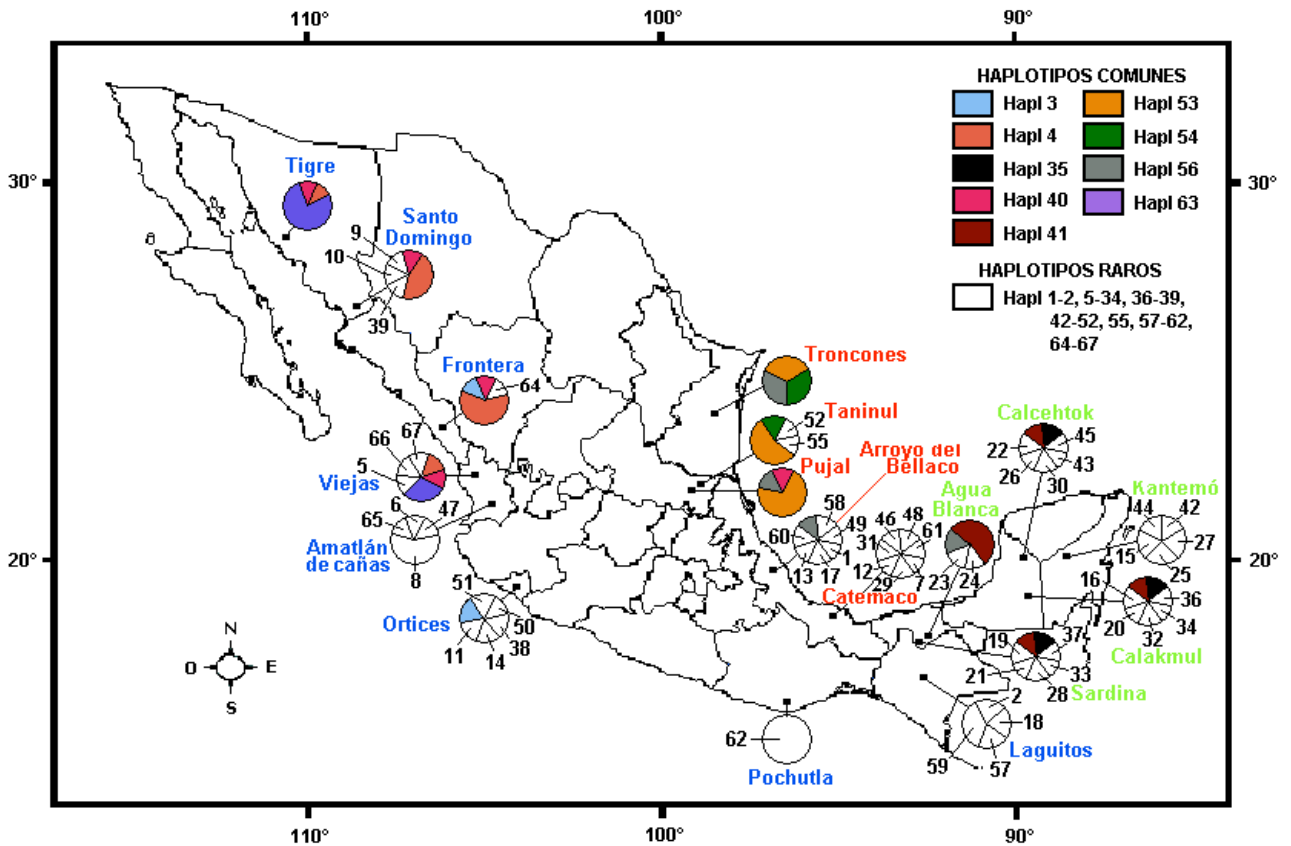 110°
100°
90°
HAPLOTIPOS COMUNES
Hapl 3
Hapl 53
Hapl 4
Hapl 54
Hapl 35
Hapl 56
Hapl 40
Hapl 63
Hapl 41
HAPLOTIPOS RAROS
Hapl 1-2, 5-34, 36-39,
42-52, 55, 57-62,
64-67
30°
30°
Tigre
Santo
Domingo
9
10
39
Frontera
64
Troncones
Taninul
52
55
Arroyo del
Bellaco
Pujal
Calcehtok
45
22
43
26
30
67
66
5
Viejas
6
47
65
Amatlán
de cañas
8
58
49
60
1
13
17
48
46
61
31
12
29
7
Catemaco
Agua
Blanca
23
24
Kantemó
44
42
15
27
25
20°
20°
16
36
34
20
32
Calakmul
51
Ortices
50
38
11
14
19
37
21
33
28
Sardina
N
O
E
S
62
Pochutla
2
18
59
57
Laguitos
110°
100°
90°